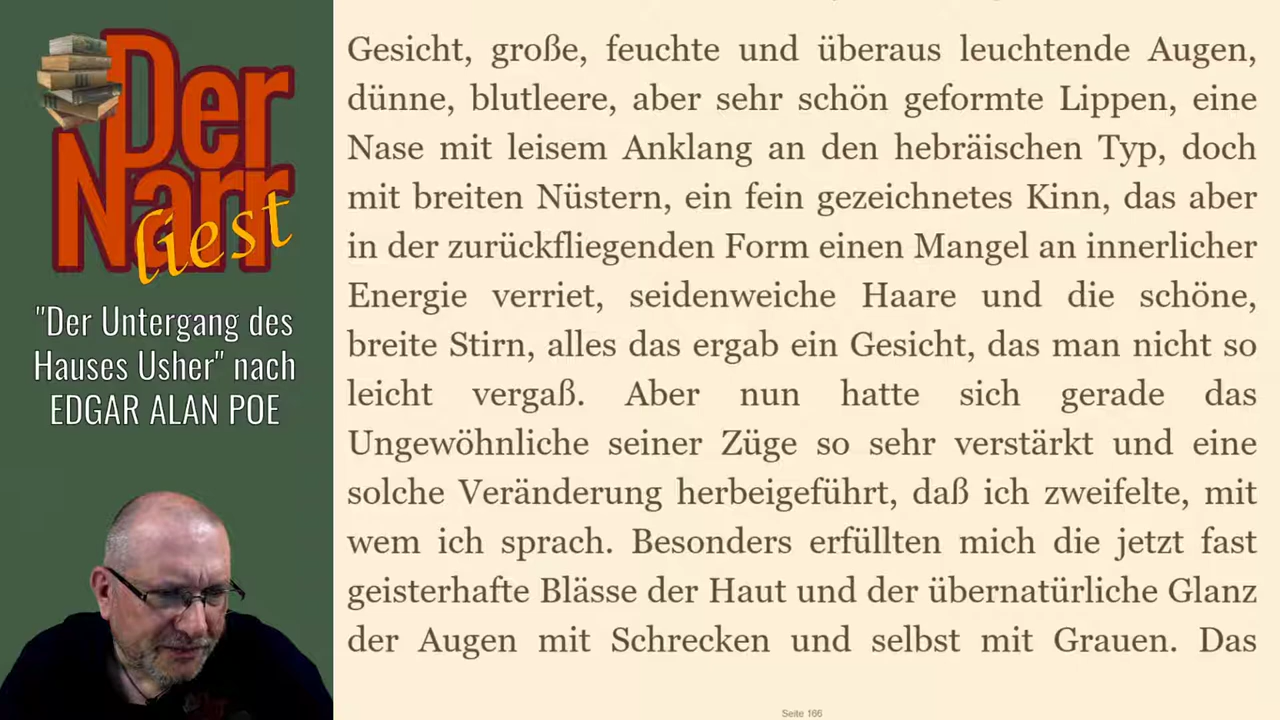 Der
Narr
liest
"Der Untergang des
Hauses Usher" nach
EDGAR ALAN POE
Gesicht, große, feuchte und überaus leuchtende Augen,
dünne, blutleere, aber sehr schön geformte Lippen, eine
Nase mit leisem Anklang an den hebräischen Typ, doch
mit breiten Nüstern, ein fein gezeichnetes Kinn, das aber
in der zurückfliegenden Form einen Mangel an innerlicher
Energie verriet, seidenweiche Haare und die schöne,
breite Stirn, alles das ergab ein Gesicht, das man nicht so
leicht vergaß. Aber nun hatte sich gerade das
Ungewöhnliche seiner Züge so sehr verstärkt und eine
solche Veränderung herbeigeführt, daß ich zweifelte, mit
wem ich sprach. Besonders erfüllten mich die jetzt fast
geisterhafte Blässe der Haut und der übernatürliche Glanz
der Augen mit Schrecken und selbst mit Grauen. Das
Seite 166